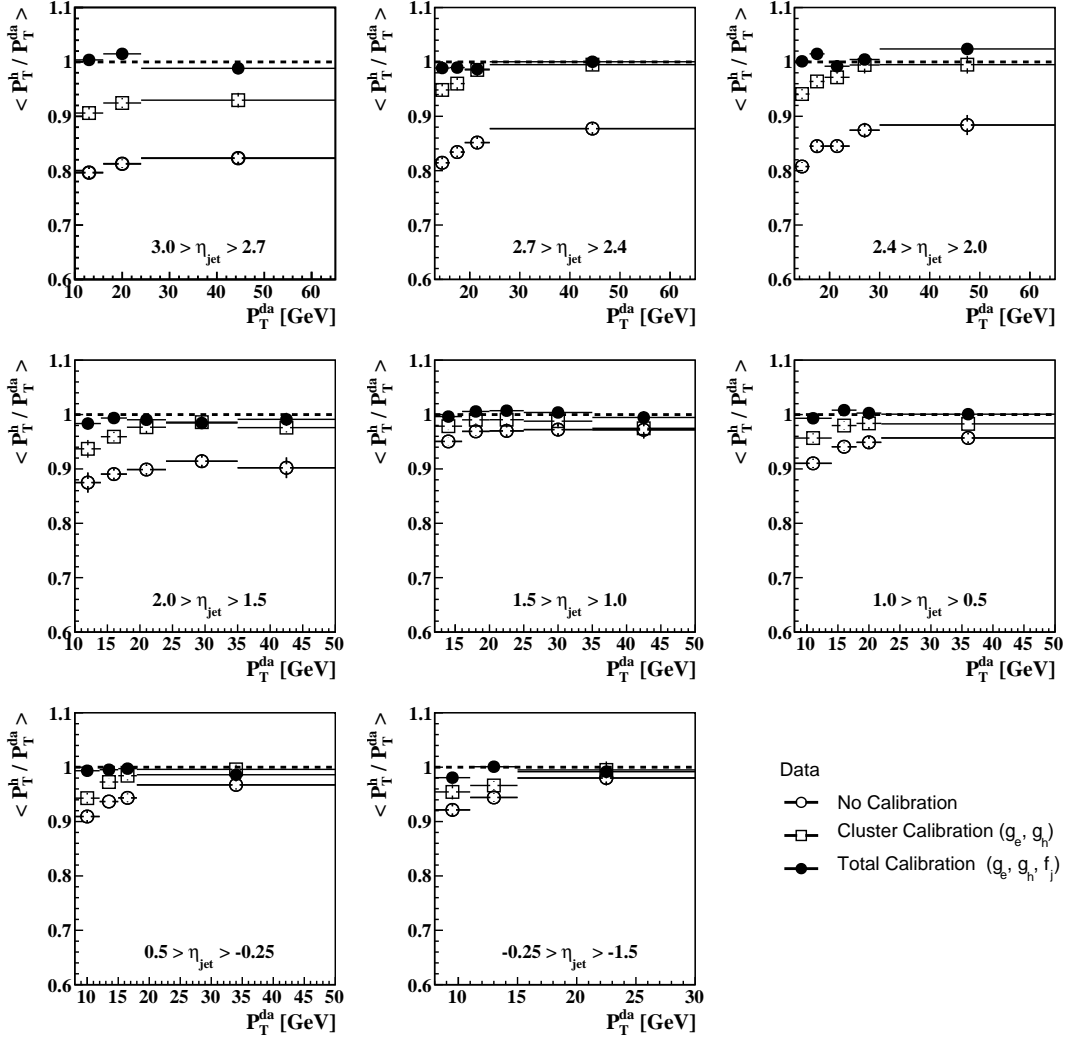 < P_T^h / P_T^da >
1.1
1
0.9
0.8
0.7
0.6
3.0 > η_jet > 2.7
10 20 30 40 50 60
P_T^da [GeV]
< P_T^h / P_T^da >
1.1
1
0.9
0.8
0.7
0.6
2.7 > η_jet > 2.4
20 30 40 50 60
P_T^da [GeV]
< P_T^h / P_T^da >
1.1
1
0.9
0.8
0.7
0.6
2.4 > η_jet > 2.0
20 30 40 50 60
P_T^da [GeV]
< P_T^h / P_T^da >
1.1
1
0.9
0.8
0.7
0.6
2.0 > η_jet > 1.5
10 15 20 25 30 35 40 45 50
P_T^da [GeV]
< P_T^h / P_T^da >
1.1
1
0.9
0.8
0.7
0.6
1.5 > η_jet > 1.0
15 20 25 30 35 40 45 50
P_T^da [GeV]
< P_T^h / P_T^da >
1.1
1
0.9
0.8
0.7
0.6
1.0 > η_jet > 0.5
10 15 20 25 30 35 40 45 50
P_T^da [GeV]
< P_T^h / P_T^da >
1.1
1
0.9
0.8
0.7
0.6
0.5 > η_jet > -0.25
10 15 20 25 30 35 40 45 50
P_T^da [GeV]
< P_T^h / P_T^da >
1.1
1
0.9
0.8
0.7
0.6
-0.25 > η_jet > -1.5
10 15 20 25 30
P_T^da [GeV]
Data
No Calibration
Cluster Calibration (g_e, g_h)
Total Calibration (g_e, g_h, f_j)